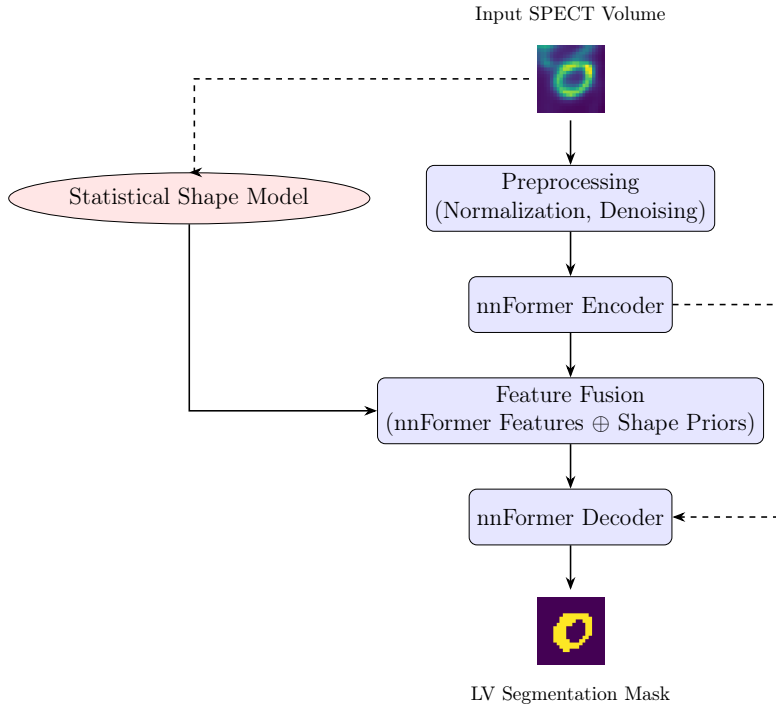 Input SPECT Volume
Statistical Shape Model
Preprocessing
(Normalization, Denoising)
nnFormer Encoder
Feature Fusion
(nnFormer Features ⊕ Shape Priors)
nnFormer Decoder
LV Segmentation Mask